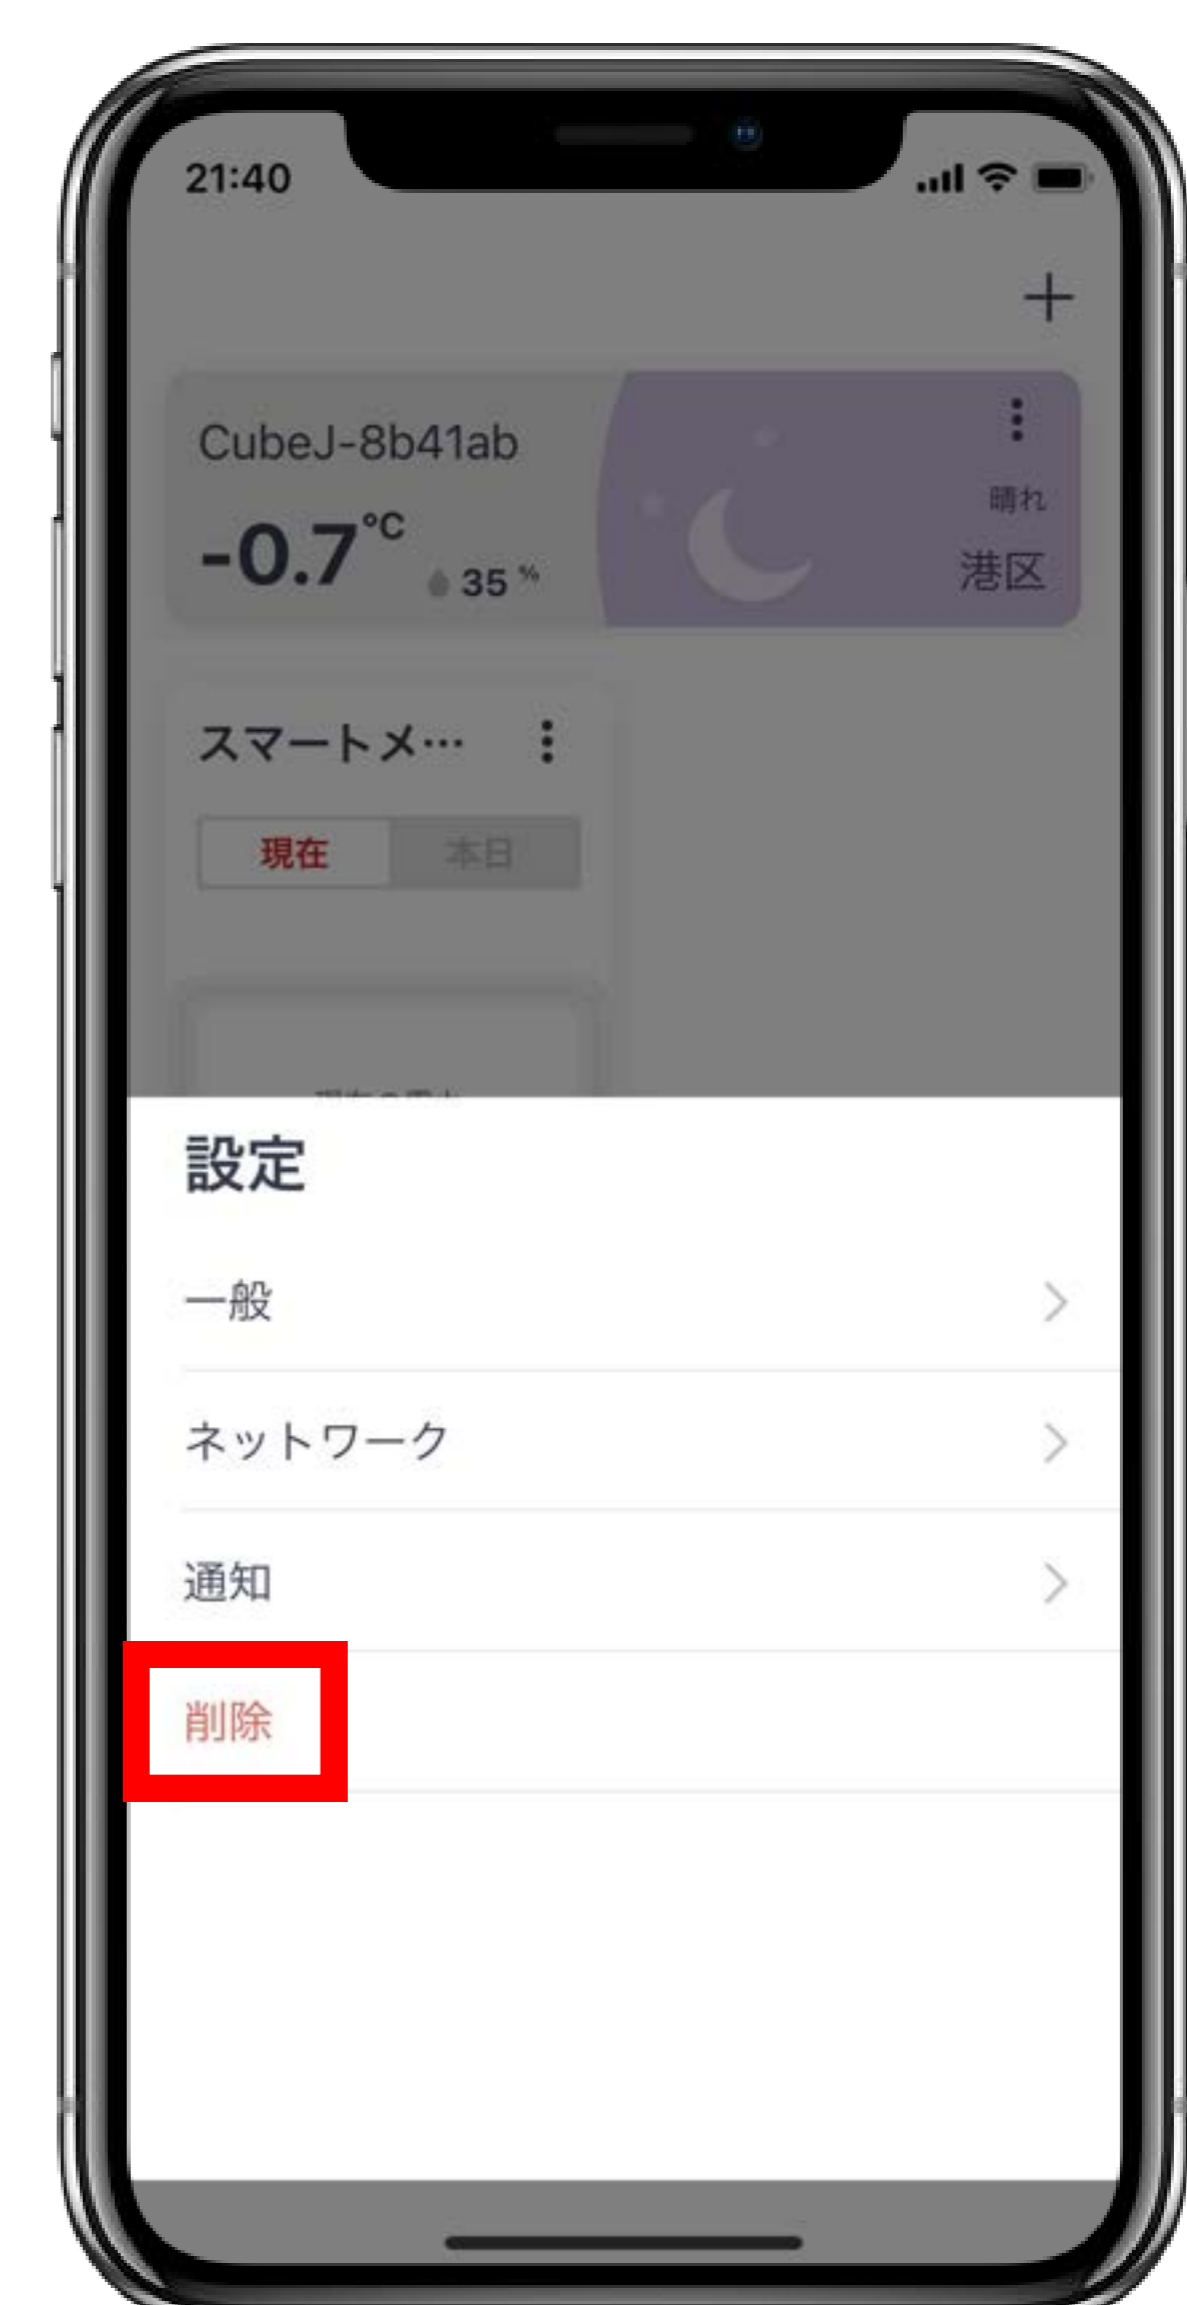 21:40
CubeJ-8b41ab
晴れ
-0.7℃
35%
港区
スマートメ…
現在 本日
設定
一般
ネットワーク
通知
削除